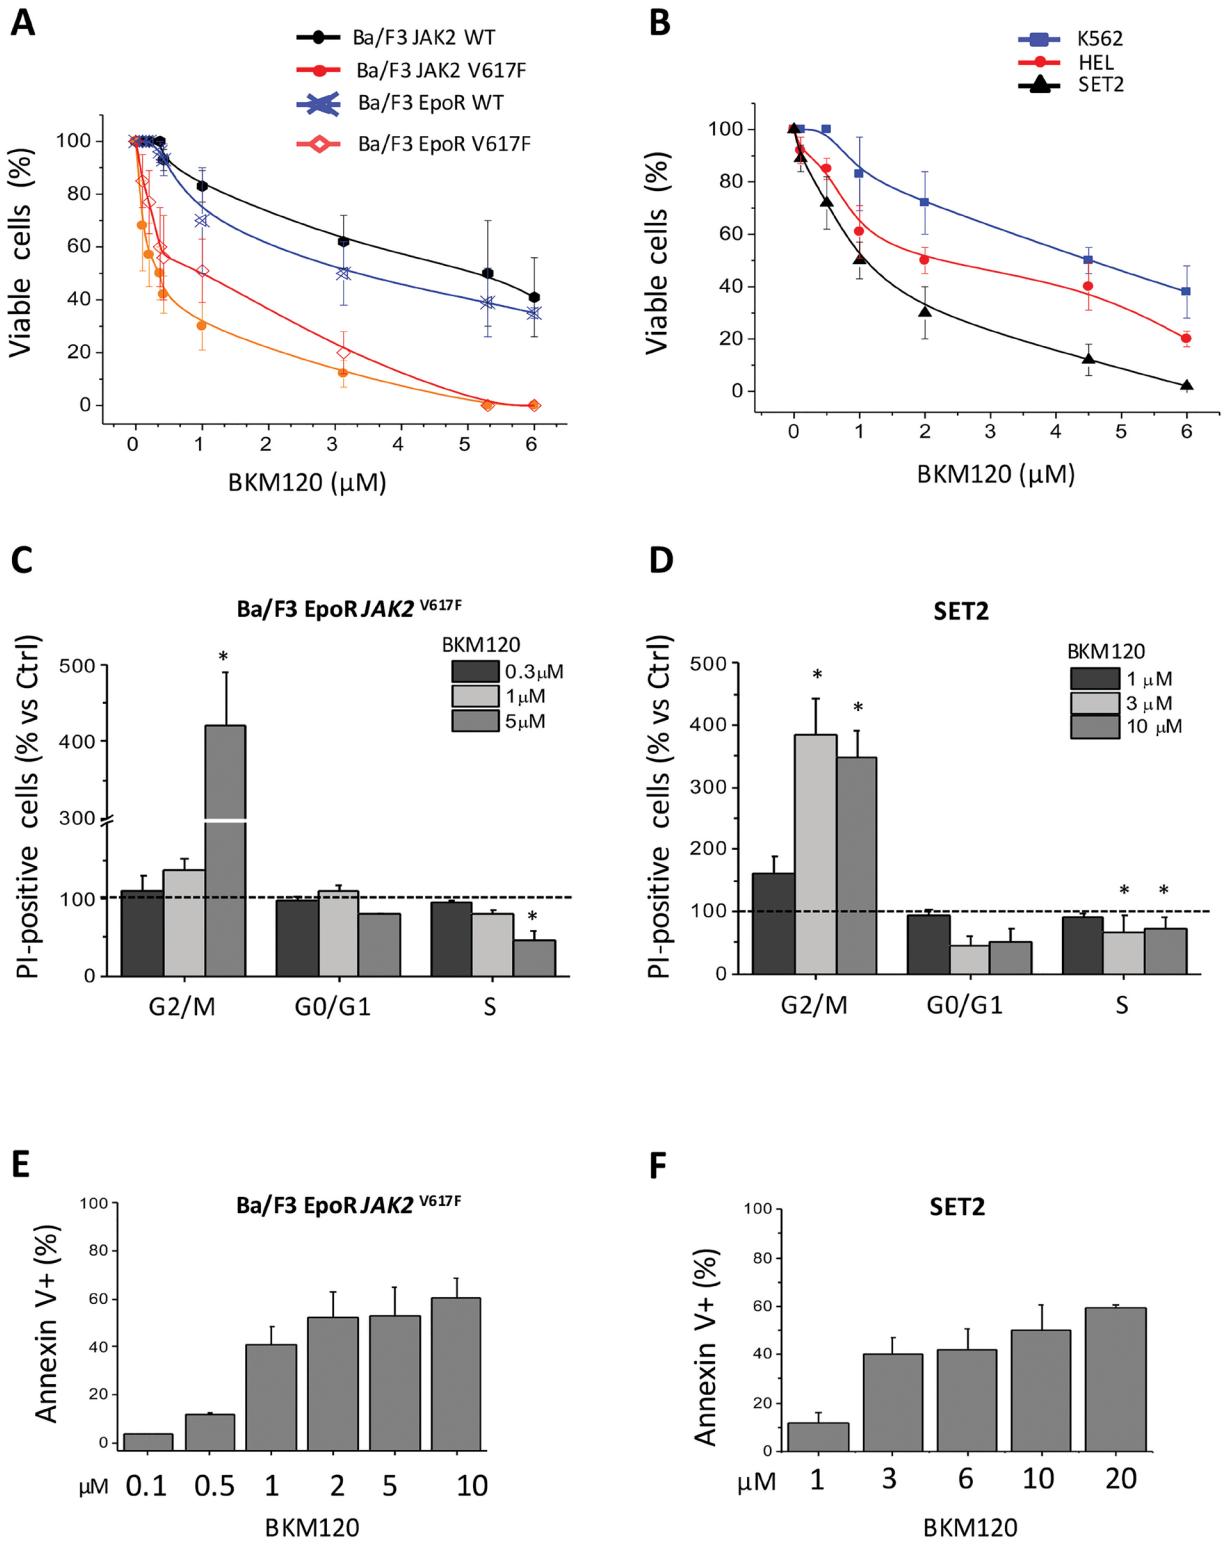 A
Ba/F3 JAK2 WT
Ba/F3 JAK2 V617F
Ba/F3 EpoR WT
Ba/F3 EpoR V617F
Viable cells (%)
100
80
60
40
20
0
0 1 2 3 4 5 6
BKM120 (μM)
B
K562
HEL
SET2
Viable cells (%)
100
80
60
40
20
0
0 1 2 3 4 5 6
BKM120 (μM)
C
Ba/F3 EpoR JAK2 V617F
BKM120
0.3μM
1μM
5μM
PI-positive cells (% vs Ctrl)
500
400
300
100
0
*
*
G2/M G0/G1 S
D
SET2
BKM120
1 μM
3 μM
10 μM
PI-positive cells (% vs Ctrl)
500
400
300
200
100
0
* *
* *
G2/M G0/G1 S
E
Ba/F3 EpoR JAK2 V617F
Annexin V+ (%)
100
80
60
40
20
0
μM 0.1 0.5 1 2 5 10
BKM120
F
SET2
Annexin V+ (%)
100
80
60
40
20
0
μM 1 3 6 10 20
BKM120